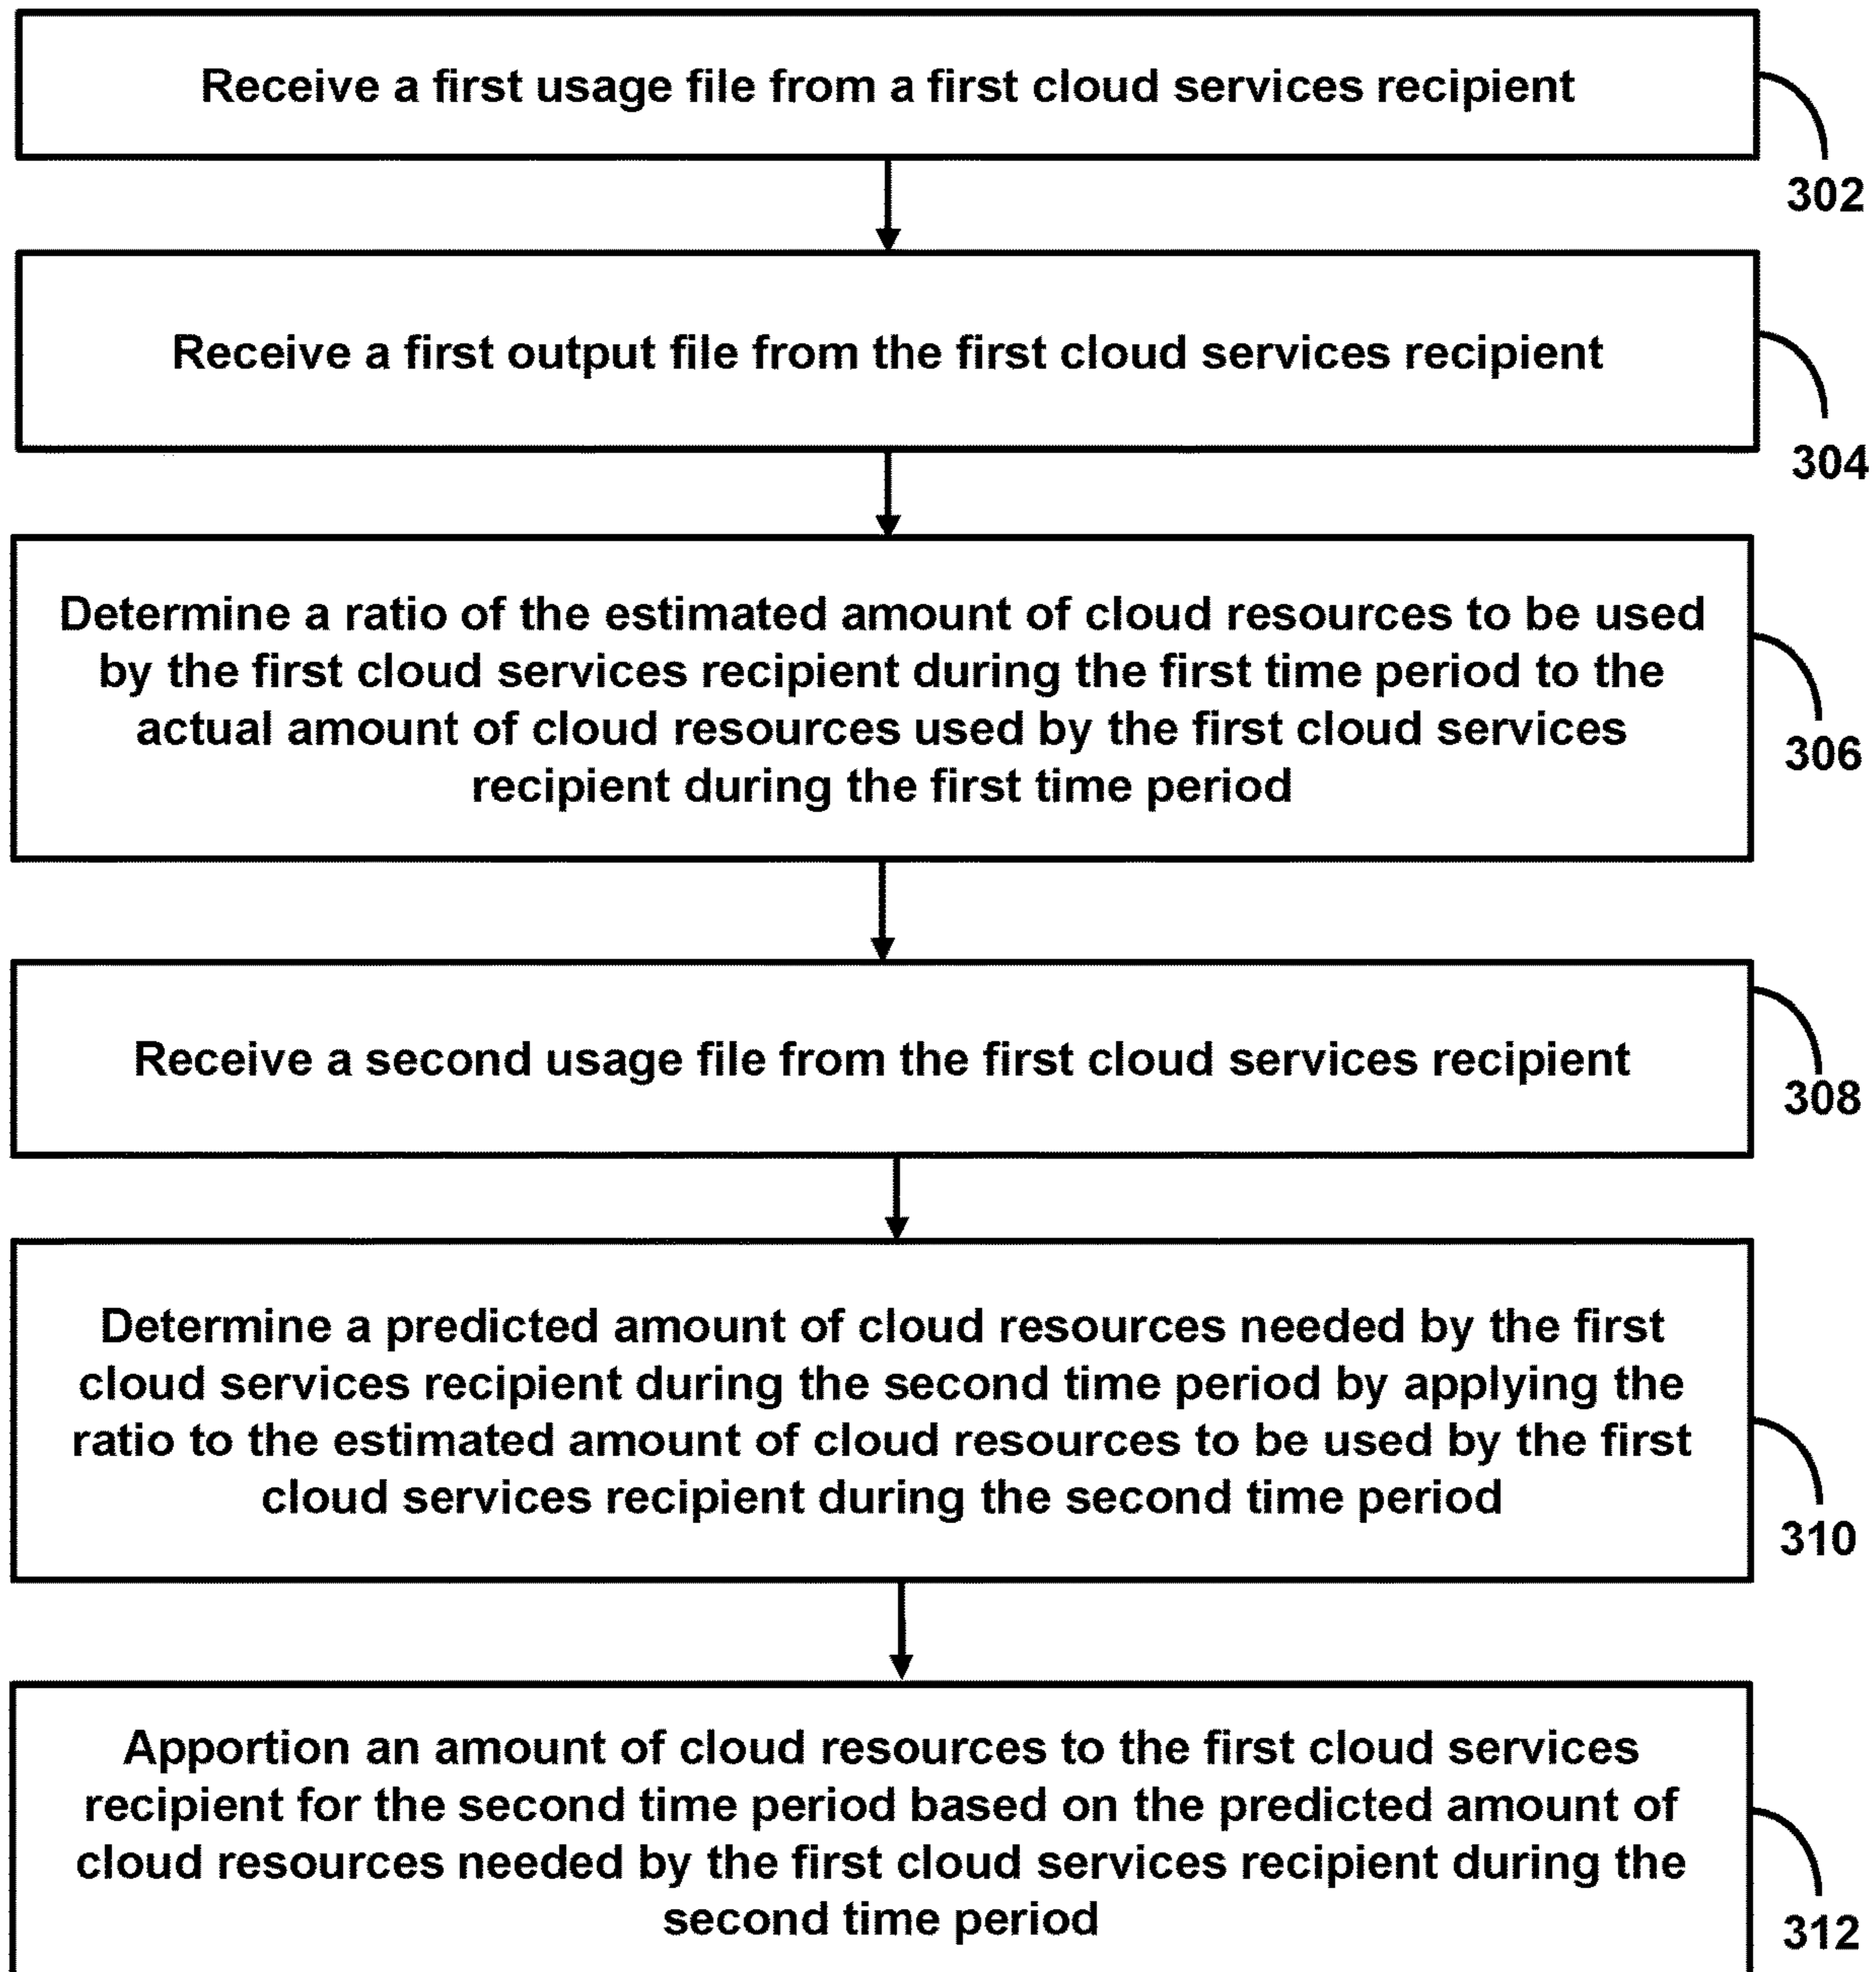 Receive a first usage file from a first cloud services recipient
302
Receive a first output file from the first cloud services recipient
304
Determine a ratio of the estimated amount of cloud resources to be used
by the first cloud services recipient during the first time period to the
actual amount of cloud resources used by the first cloud services
recipient during the first time period
306
Receive a second usage file from the first cloud services recipient
308
Determine a predicted amount of cloud resources needed by the first
cloud services recipient during the second time period by applying the
ratio to the estimated amount of cloud resources to be used by the first
cloud services recipient during the second time period
310
Apportion an amount of cloud resources to the first cloud services
recipient for the second time period based on the predicted amount of
cloud resources needed by the first cloud services recipient during the
second time period
312